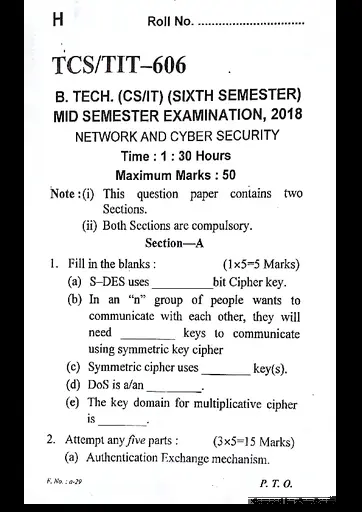 H
Roll No. ..............................
TCS/TIT–606
B. TECH. (CS/IT) (SIXTH SEMESTER)
MID SEMESTER EXAMINATION, 2018
NETWORK AND CYBER SECURITY
Time : 1 : 30 Hours
Maximum Marks : 50
Note : (i) This question paper contains two
Sections.
(ii) Both Sections are compulsory.
Section—A
1. Fill in the blanks : (1×5=5 Marks)
(a) S–DES uses _________bit Cipher key.
(b) In an “n” group of people wants to
communicate with each other, they will
need ________ keys to communicate
using symmetric key cipher
(c) Symmetric cipher uses _______ key(s).
(d) DoS is a/an ________.
(e) The key domain for multiplicative cipher
is _______.
2. Attempt any five parts : (3×5=15 Marks)
(a) Authentication Exchange mechanism.
F. No. : a-29
P. T. O.